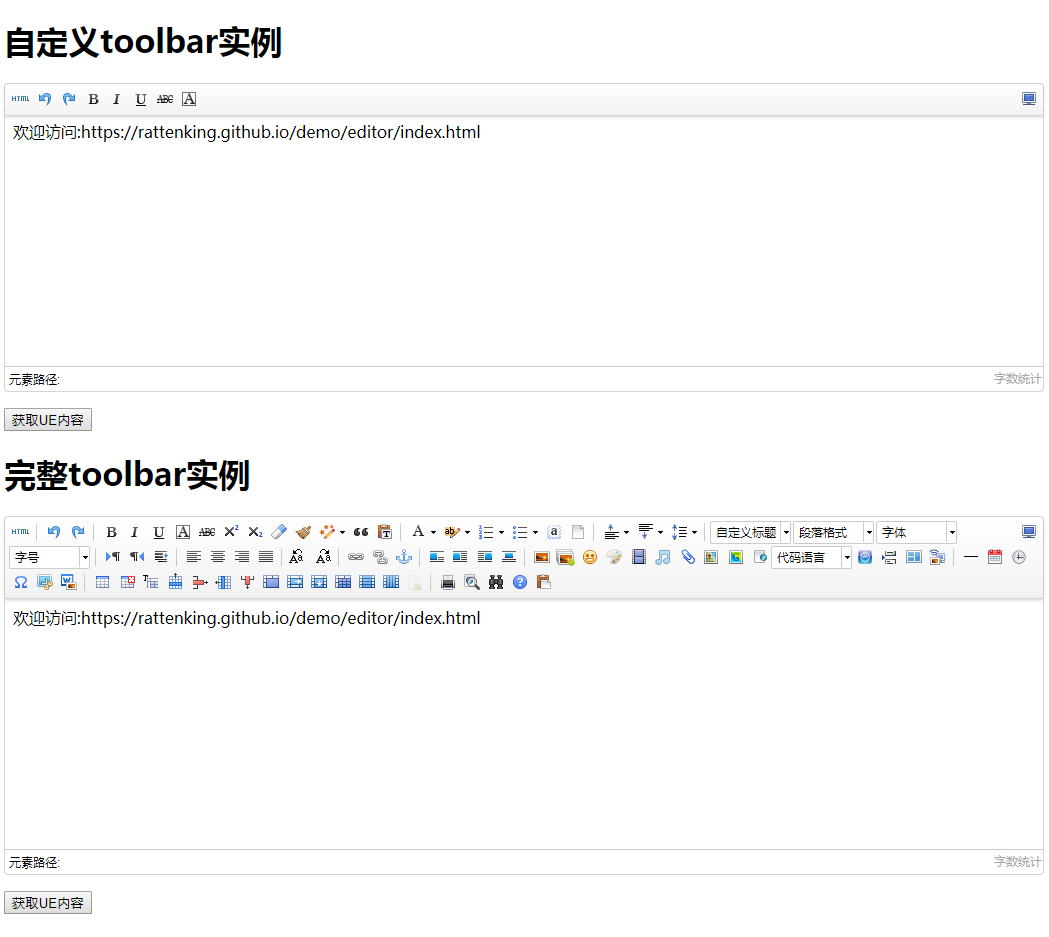 自定义toolbar实例
HTML B I U ABC A
欢迎访问:https://rattenking.github.io/demo/editor/index.html
元素路径: 字数统计
获取UE内容
完整toolbar实例
HTML B I U A ABC X² X₂ A ab a 自定义标题 段落格式 字体
字号 代码语言
Ω
欢迎访问:https://rattenking.github.io/demo/editor/index.html
元素路径: 字数统计
获取UE内容